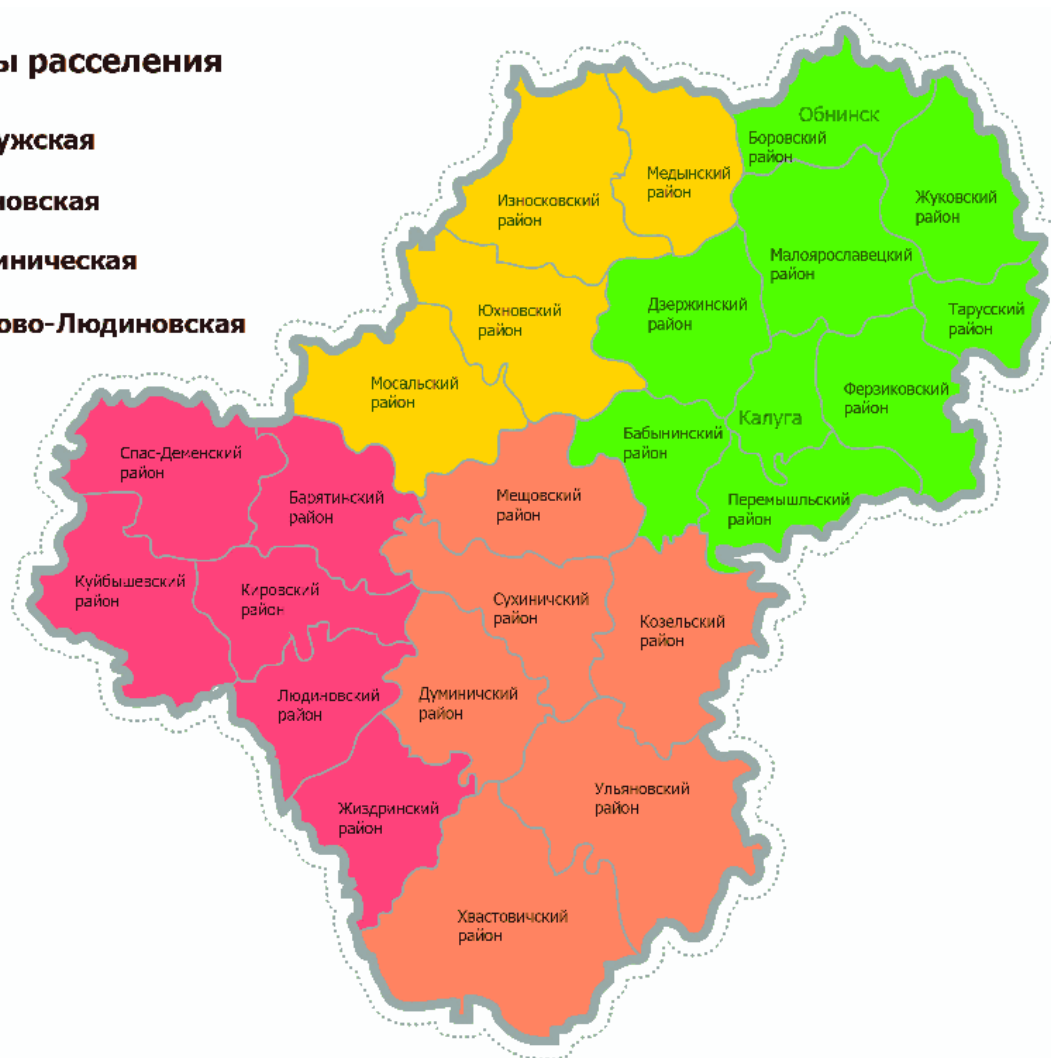 ы расселения
ужская
новская
иническая
ово-Людиновская
Обнинск
Боровский
район
Медынский
район
Износковский
район
Жуковский
район
Малоярославецкий
район
Юхновский
район
Дзержинский
район
Тарусский
район
Мосальский
район
Ферзиковский
район
Калуга
Бабынинский
район
Спас-Деменский
район
Барятинский
район
Мещовский
район
Перемышльский
район
Куйбышевский
район
Кировский
район
Сухиничский
район
Козельский
район
Людиновский
район
Думиничский
район
Ульяновский
район
Жиздринский
район
Хвастовичский
район